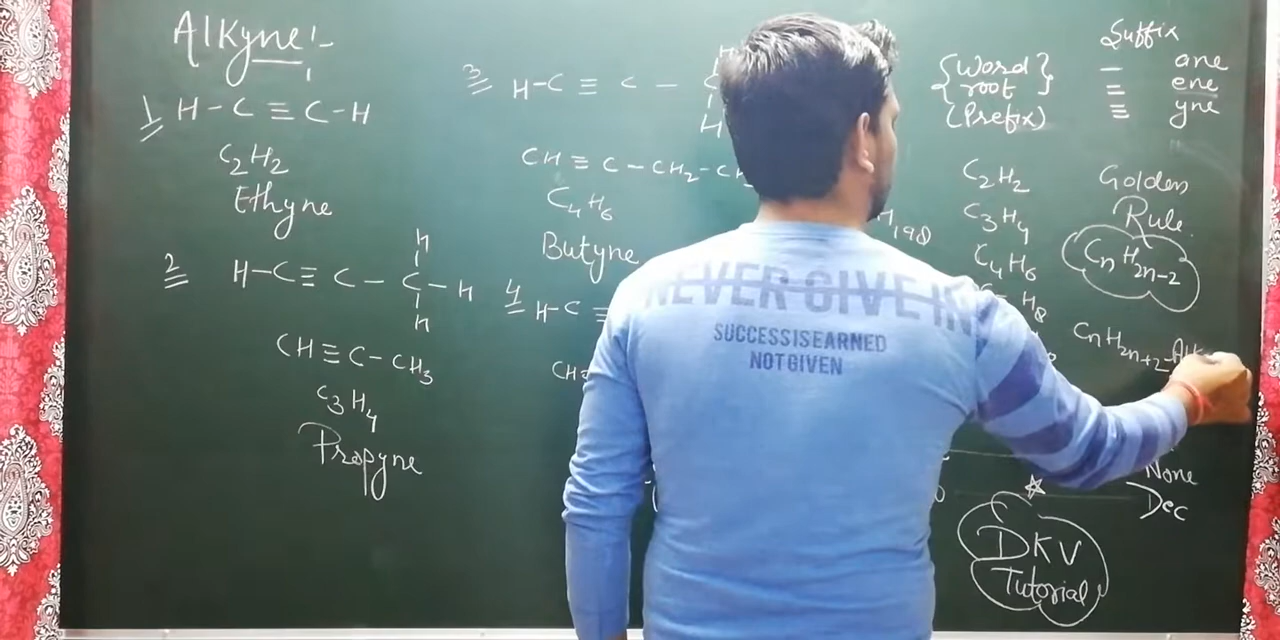 Alkyne:-
1 H-C≡C-H
C2H2
Ethyne
2 H-C≡C-C-H
H
H
CH≡C-CH3
C3H4
Propyne
3 H-C≡C-
H
CH≡C-CH2-
C4H6
Butyne
4 H-C≡
{Word root}
(Prefix)
Suffix
- ane
= ene
≡ yne
C2H2
C3H4
C4H6
H8
Golden
Rule.
CnH2n-2
CnH2n+2-
None
Dec
DKV
Tutorial
NEVER GIVE IN
SUCCESSISEARNED
NOTGIVEN